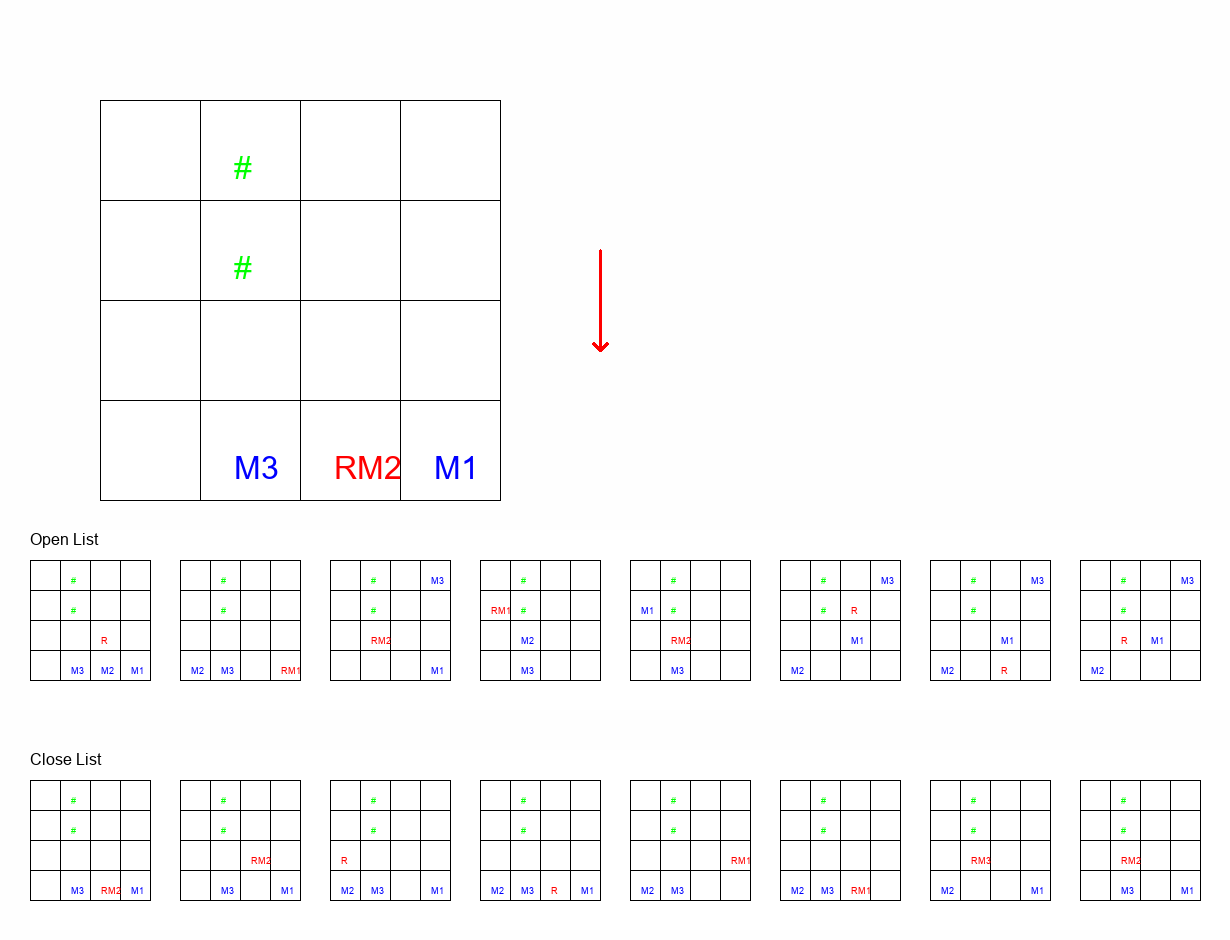 #
#
M3 RM2 M1
Open List
# # # M3 # # # M3 # M3 # M3
# # # RM1 # M1 # # R # #
R RM2 M2 RM2 M1 M1 R M1
M3 M2 M1 M2 M3 RM1 M1 M3 M3 M2 M2 R M2
Close List
# # # # # # # #
# # # # # # # #
RM2 R RM1 RM3 RM2
M3 RM2 M1 M3 M1 M2 M3 M1 M2 M3 R M1 M2 M3 M2 M3 RM1 M2 M1 M3 M1